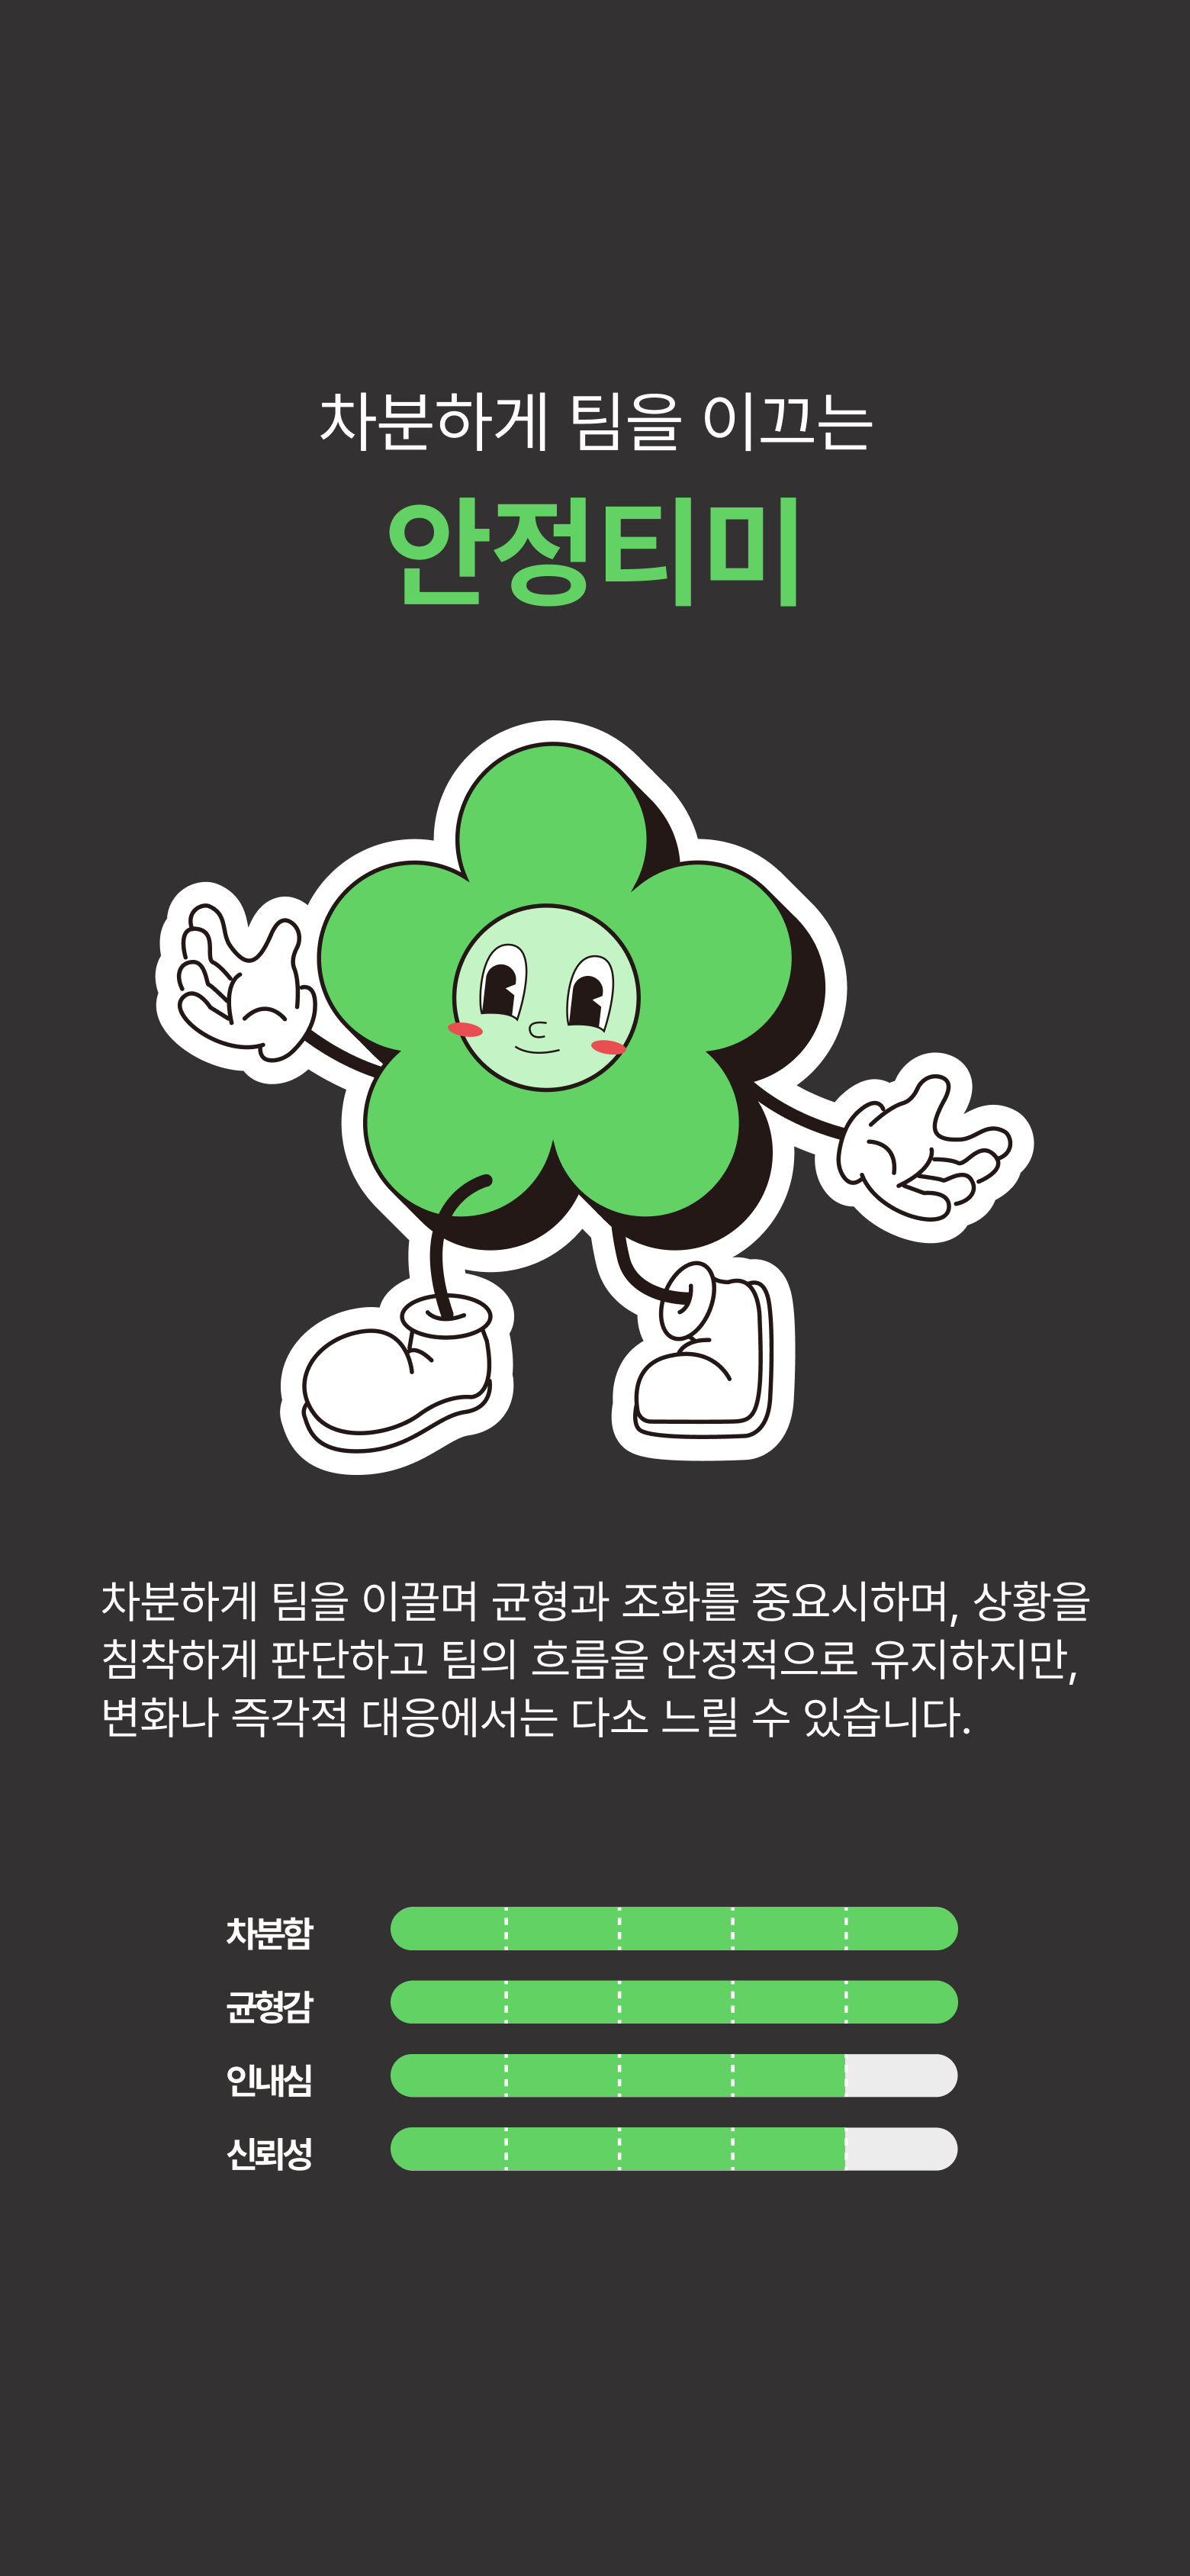 차분하게 팀을 이끄는
안정티미
차분하게 팀을 이끌며 균형과 조화를 중요시하며, 상황을
침착하게 판단하고 팀의 흐름을 안정적으로 유지하지만,
변화나 즉각적 대응에서는 다소 느릴 수 있습니다.
차분함
균형감
인내심
신뢰성